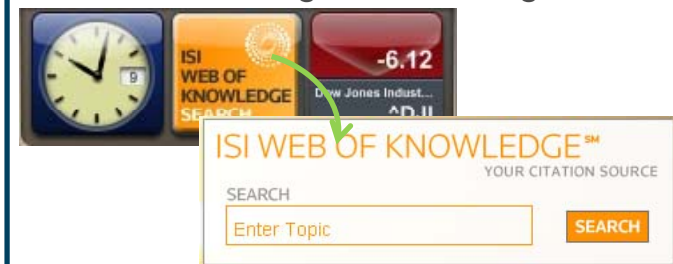 9
ISI
WEB OF
KNOWLEDGE
SEARCH
-6.12
Dow Jones Indust...
^DJI
ISI WEB OF KNOWLEDGE℠
YOUR CITATION SOURCE
SEARCH
Enter Topic
SEARCH